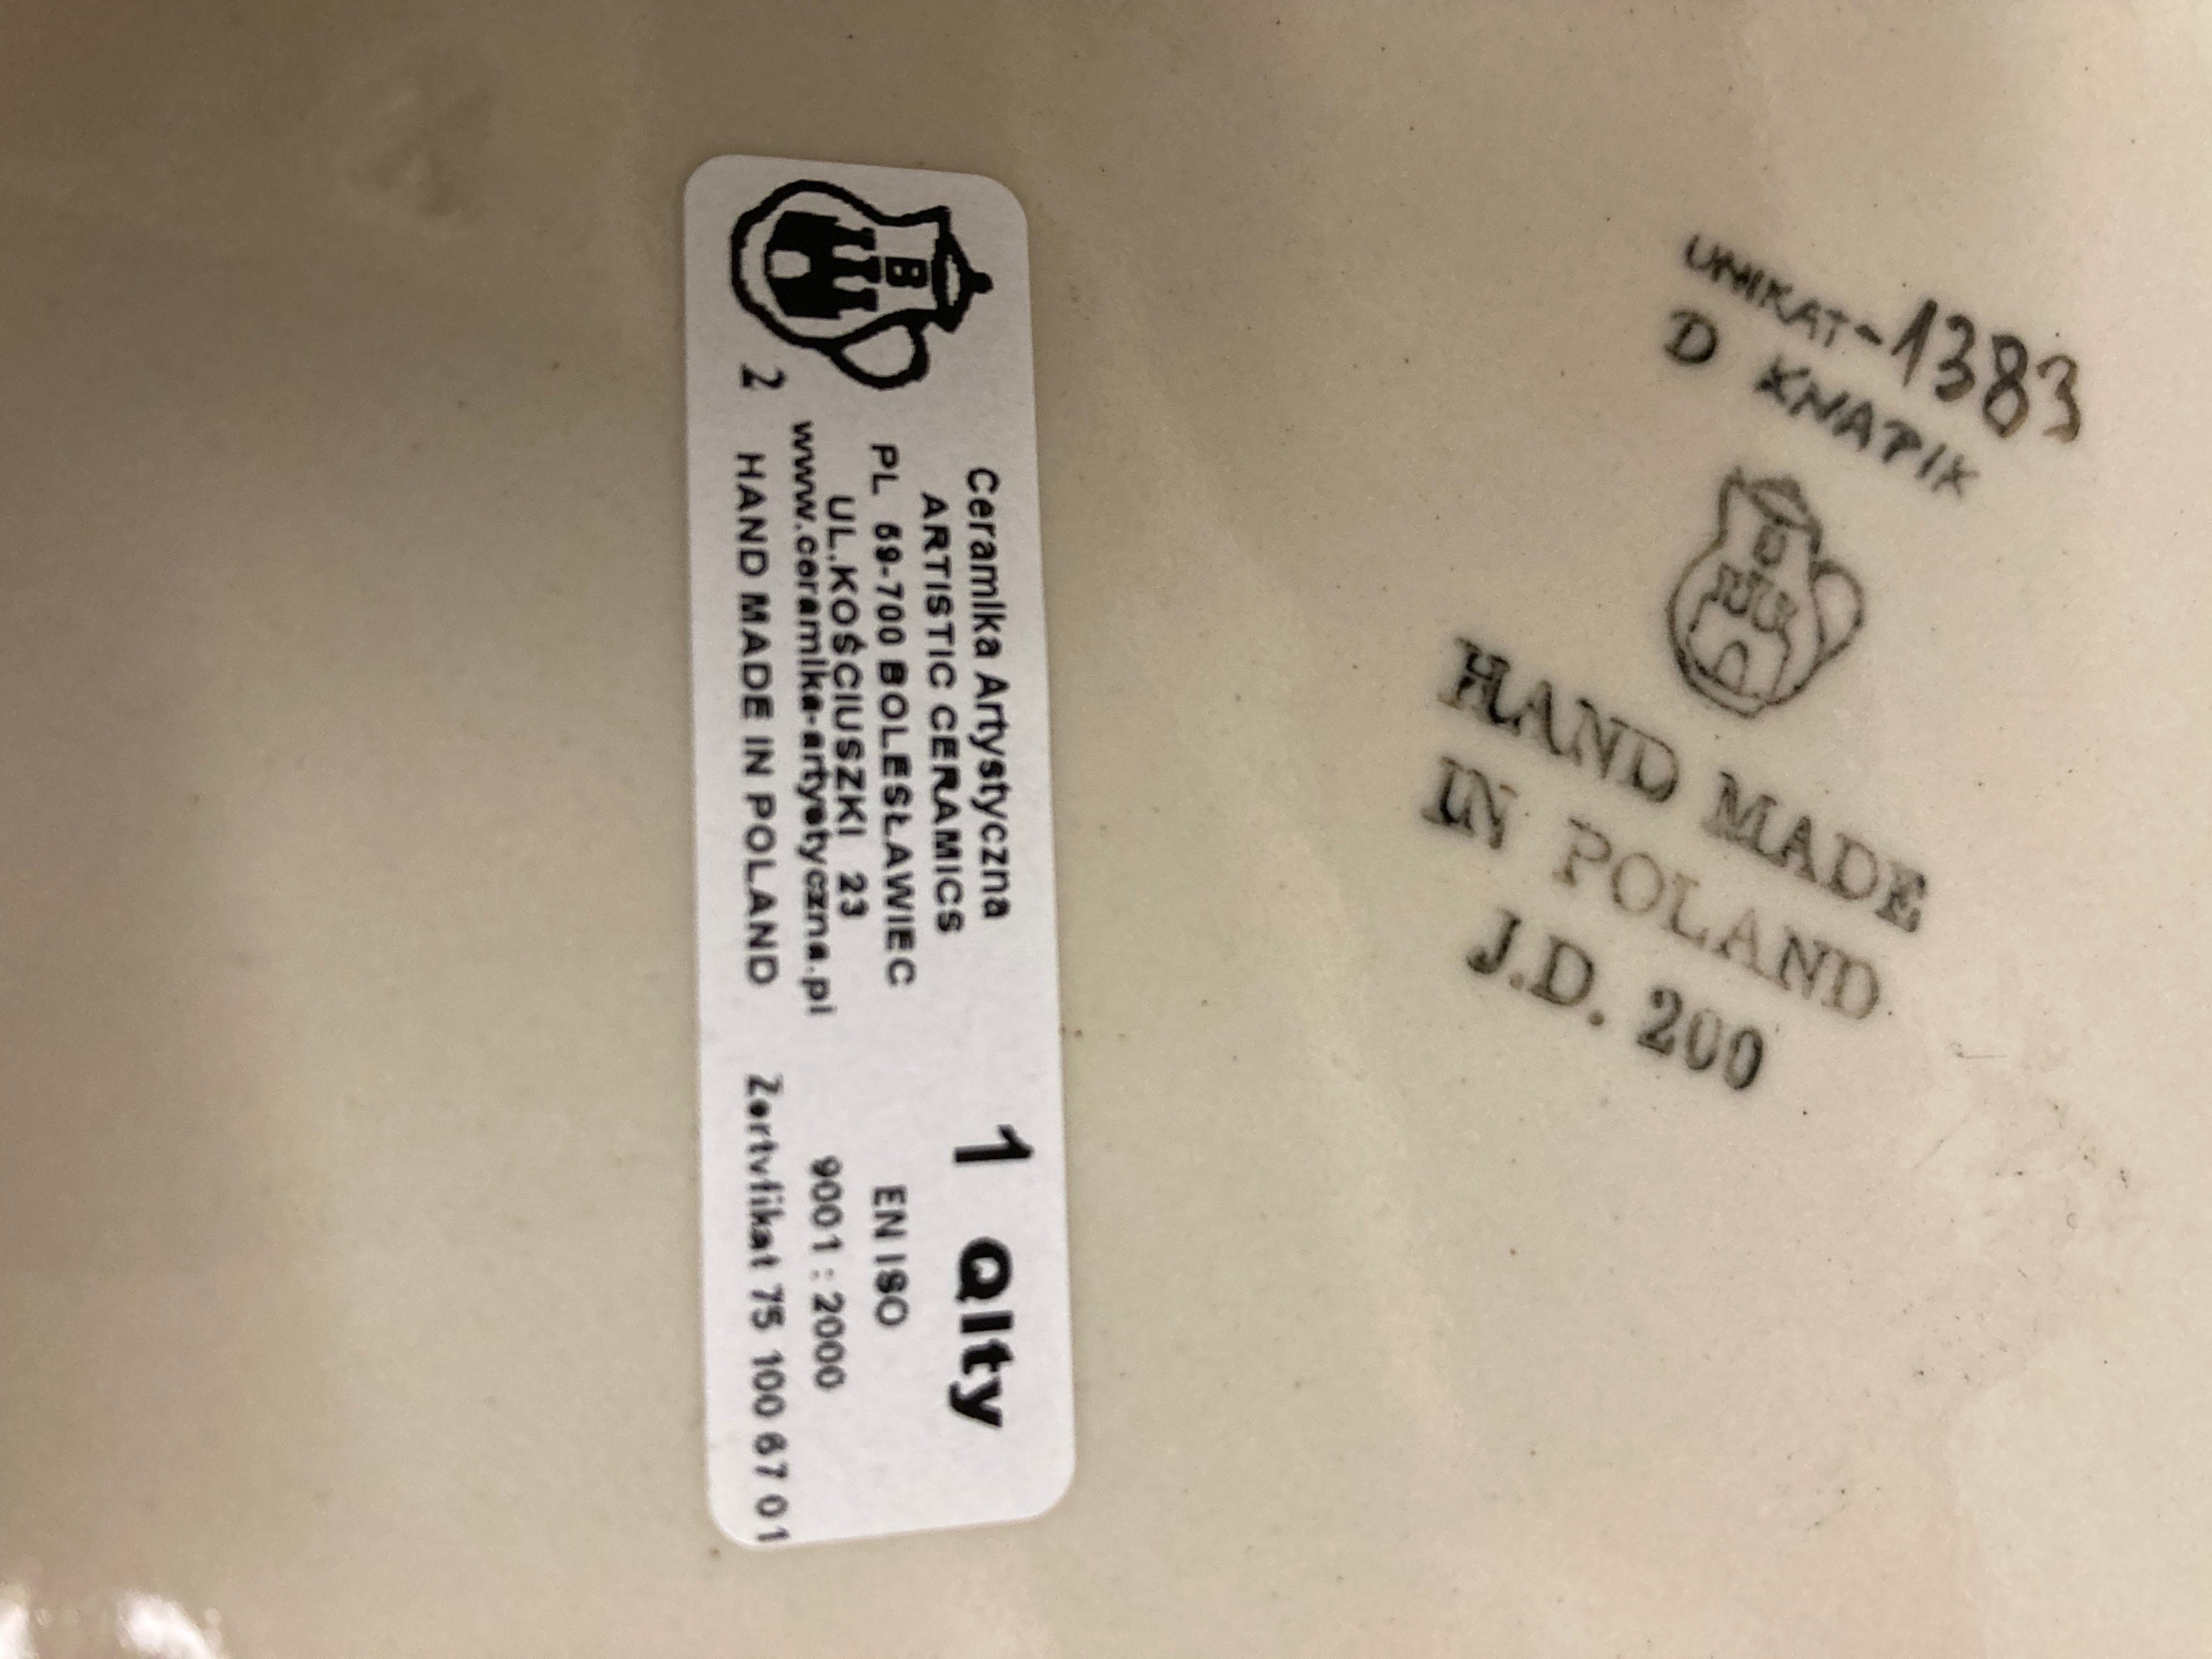 B
Ceramika Artystyczna
ARTISTIC CERAMICS
PL 59-700 BOLESŁAWIEC
UL.KOŚCIUSZKI 23
www.ceramika-artystyczna.pl
2 HAND MADE IN POLAND
1 Qlty
EN ISO
9001 : 2000
Zertyfikat 75 100 67 01
UNIKAT-1383
D KNAPIK
B
HAND MADE
IN POLAND
J.D. 200